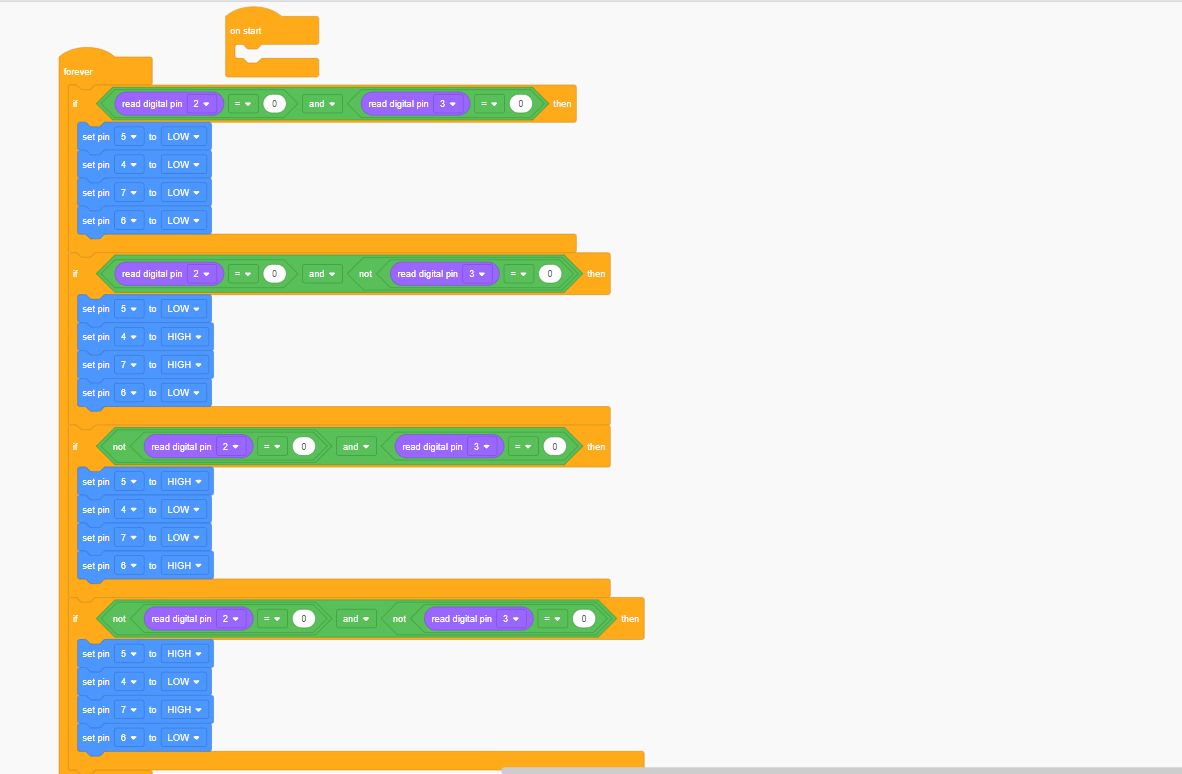 on start
forever
if read digital pin 2 = 0 and read digital pin 3 = 0 then
set pin 5 to LOW
set pin 4 to LOW
set pin 7 to LOW
set pin 6 to LOW
if read digital pin 2 = 0 and not read digital pin 3 = 0 then
set pin 5 to LOW
set pin 4 to HIGH
set pin 7 to HIGH
set pin 6 to LOW
if not read digital pin 2 = 0 and read digital pin 3 = 0 then
set pin 5 to HIGH
set pin 4 to LOW
set pin 7 to LOW
set pin 6 to HIGH
if not read digital pin 2 = 0 and not read digital pin 3 = 0 then
set pin 5 to HIGH
set pin 4 to LOW
set pin 7 to HIGH
set pin 6 to LOW